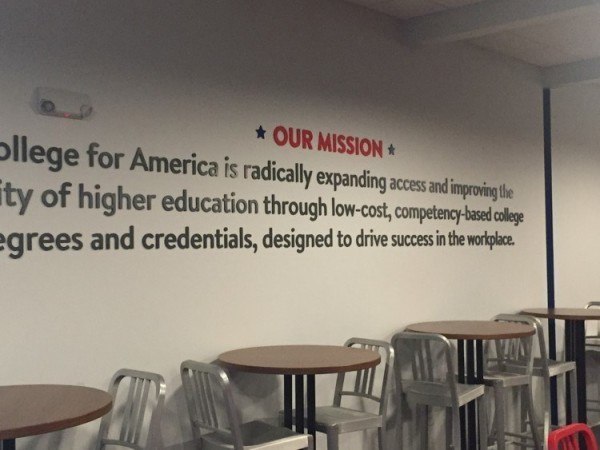 ★ OUR MISSION ★
ollege for America is radically expanding access and improving the
ity of higher education through low-cost, competency-based college
egrees and credentials, designed to drive success in the workplace.